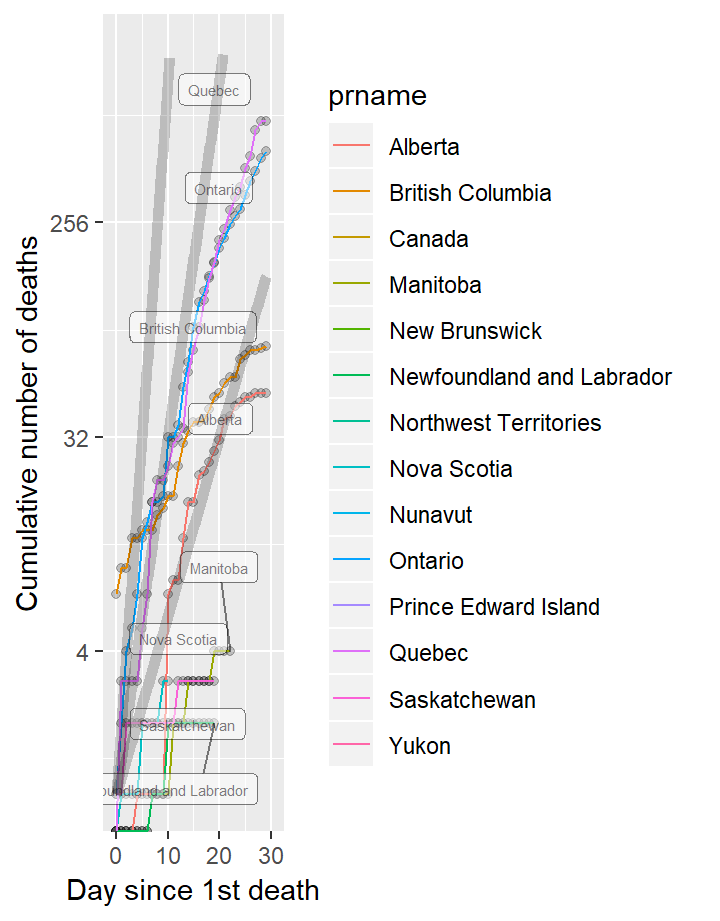 Quebec
Ontario
British Columbia
Alberta
Manitoba
Nova Scotia
Saskatchewan
oundland and Labrador
256
32
4
0 10 20 30
Day since 1st death
Cumulative number of deaths
prname
Alberta
British Columbia
Canada
Manitoba
New Brunswick
Newfoundland and Labrador
Northwest Territories
Nova Scotia
Nunavut
Ontario
Prince Edward Island
Quebec
Saskatchewan
Yukon